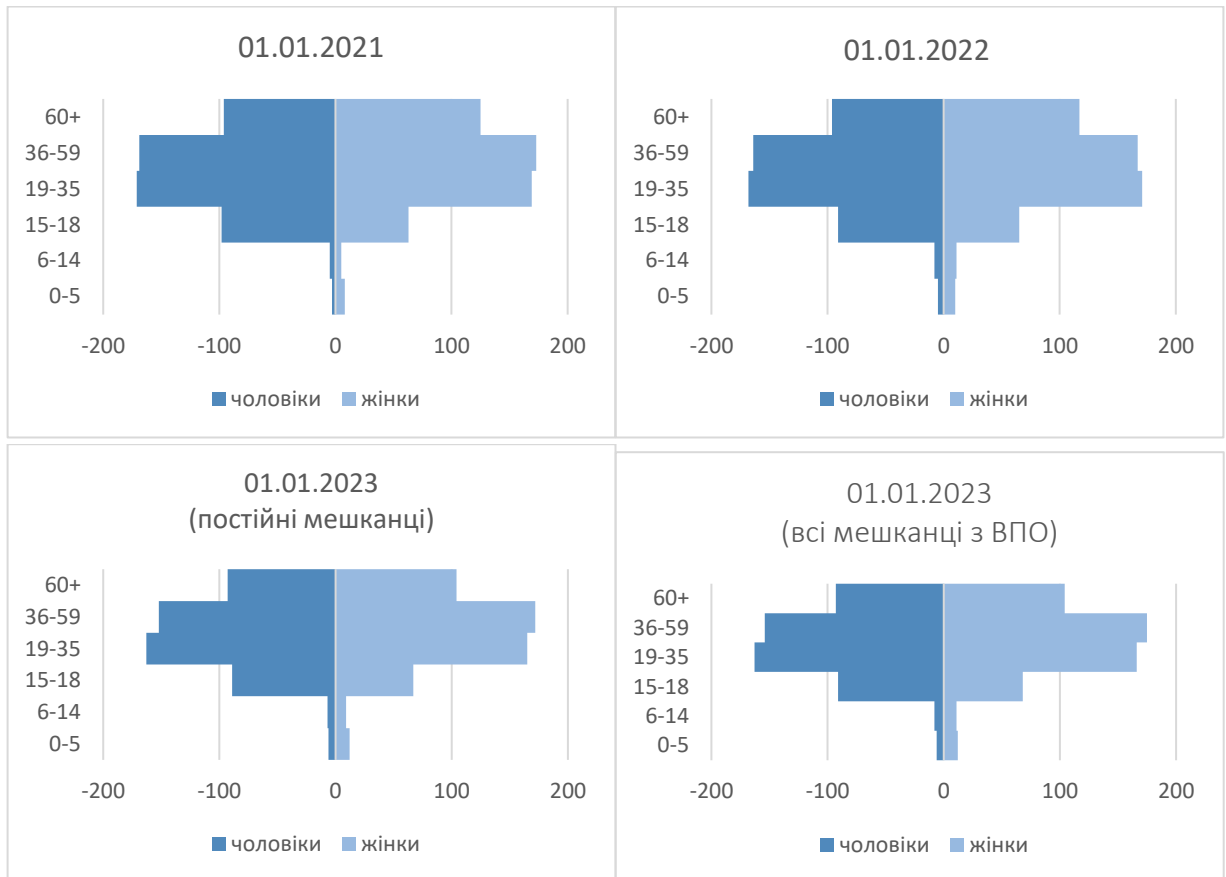 01.01.2021
60+
36-59
19-35
15-18
6-14
0-5
-200 -100 0 100 200
чоловіки жінки
01.01.2022
60+
36-59
19-35
15-18
6-14
0-5
-200 -100 0 100 200
чоловіки жінки
01.01.2023
(постійні мешканці)
60+
36-59
19-35
15-18
6-14
0-5
-200 -100 0 100 200
чоловіки жінки
01.01.2023
(всі мешканці з ВПО)
60+
36-59
19-35
15-18
6-14
0-5
-200 -100 0 100 200
чоловіки жінки